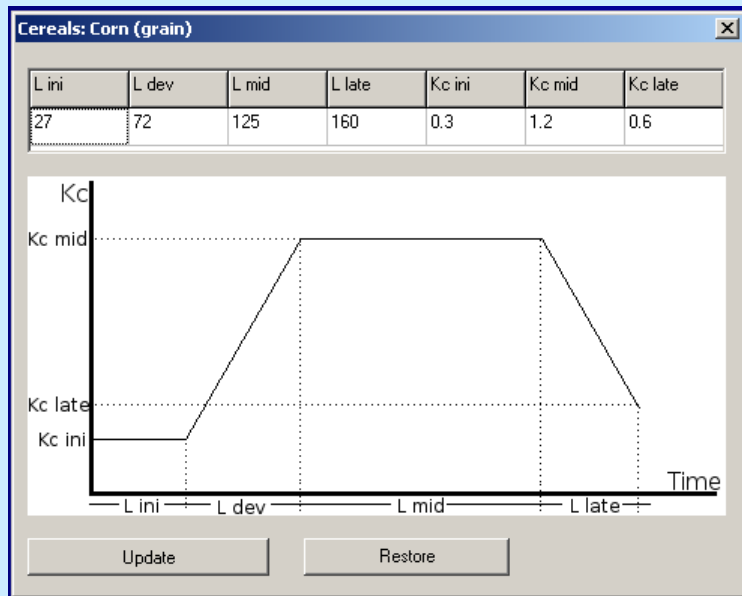 Cereals: Corn (grain)
L ini L dev L mid L late Kc ini Kc mid Kc late
27 72 125 160 0.3 1.2 0.6
Kc
Kc mid
Kc late
Kc ini
Time
L ini L dev L mid L late
Update Restore